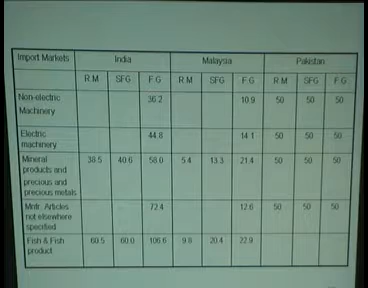 Import Markets India Malaysia Pakistan
R M SFG F G R M SFG F G R M SFG F G
Non-electric 36.2 10.9 50 50 50
Machinery
Electric 44.8 14.1 50 50 50
machinery
Mineral 38.5 40.6 58.0 5.4 13.3 21.4 50 50 50
products and
precious and
precious metals
Mntr. Articles 72.4 12.6 50 50 50
not elsewhere
specified
Fish & Fish 60.5 60.0 106.6 9.8 20.4 22.9
product